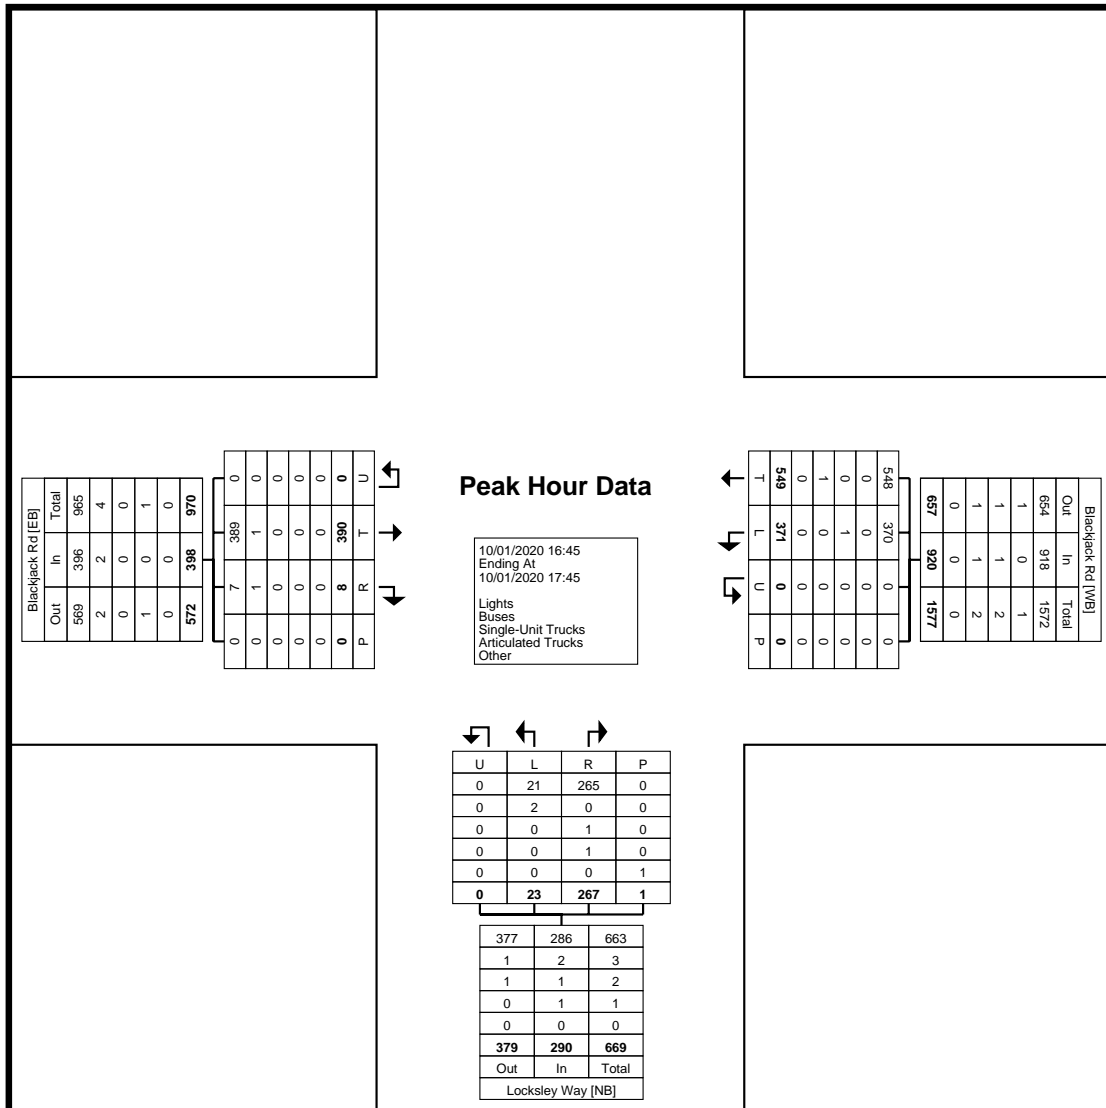 Peak Hour Data
10/01/2020 16:45
Ending At
10/01/2020 17:45
Lights
Buses
Single-Unit Trucks
Articulated Trucks
Other
Blackjack Rd [EB]
Out In Total
569 396 965
2 2 4
0 0 0
1 0 1
0 0 0
572 398 970
U T R P
0 390 8 0
0 0 0 0
0 0 0 0
0 0 0 0
0 1 1 0
0 389 7 0
548 370 0 0
0 0 0 0
0 1 0 0
1 0 0 0
0 0 0 0
549 371 0 0
T L U P
Blackjack Rd [WB]
Out In Total
654 918 1572
1 0 1
1 1 2
1 1 2
0 0 0
657 920 1577
U L R P
0 21 265 0
0 2 0 0
0 0 1 0
0 0 1 0
0 0 0 1
0 23 267 1
377 286 663
1 2 3
1 1 2
0 1 1
0 0 0
379 290 669
Out In Total
Locksley Way [NB]